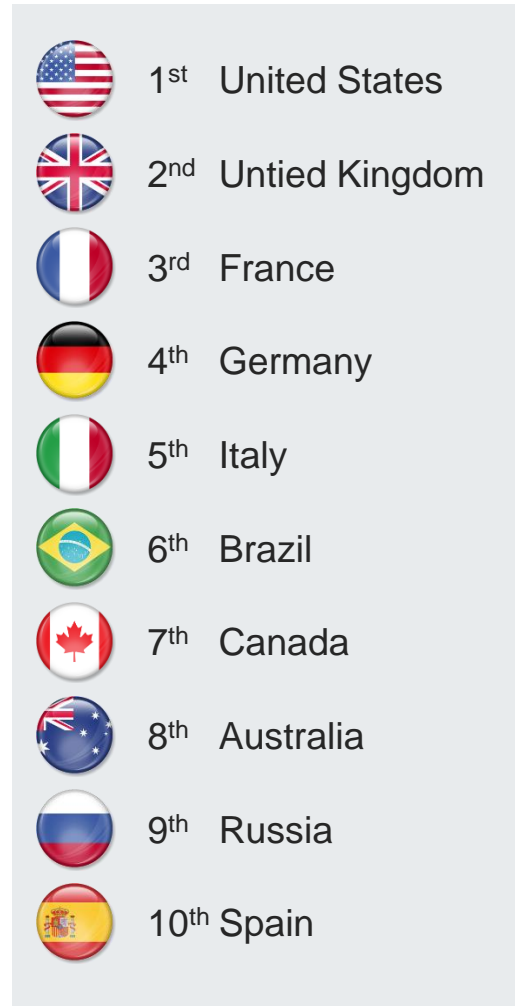 1st United States
2nd Untied Kingdom
3rd France
4th Germany
5th Italy
6th Brazil
7th Canada
8th Australia
9th Russia
10th Spain